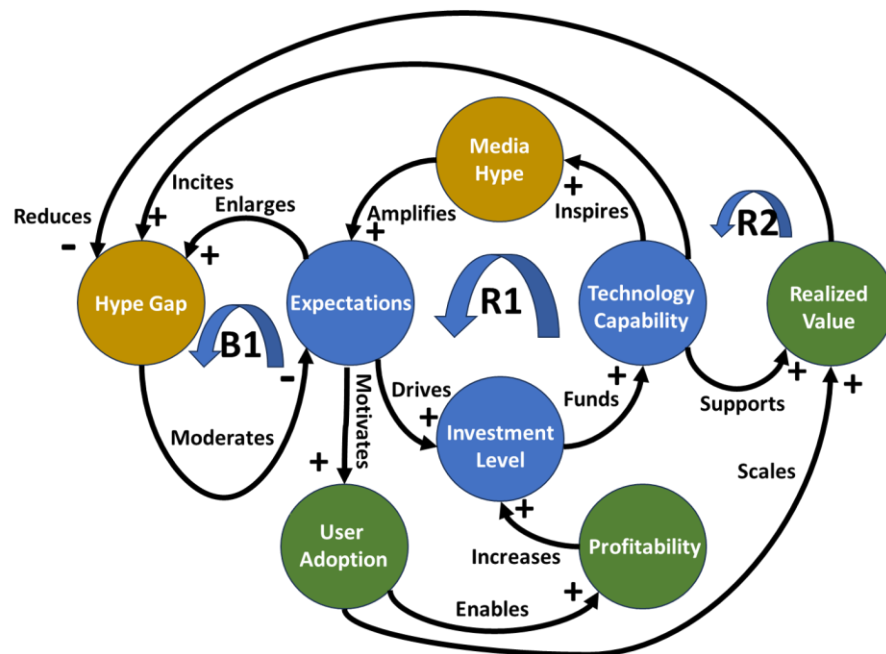 Media
Hype
Incites
Enlarges
Reduces
+
-
+
Amplifies
+
+
Inspires
R2
Hype Gap
Expectations
R1
Technology
Capability
Realized
Value
B1
-
Moderates
Motivates
Drives
+
+
Funds
+
+
Supports
Investment
Level
+
Scales
+
User
Adoption
Increases
Profitability
Enables
+